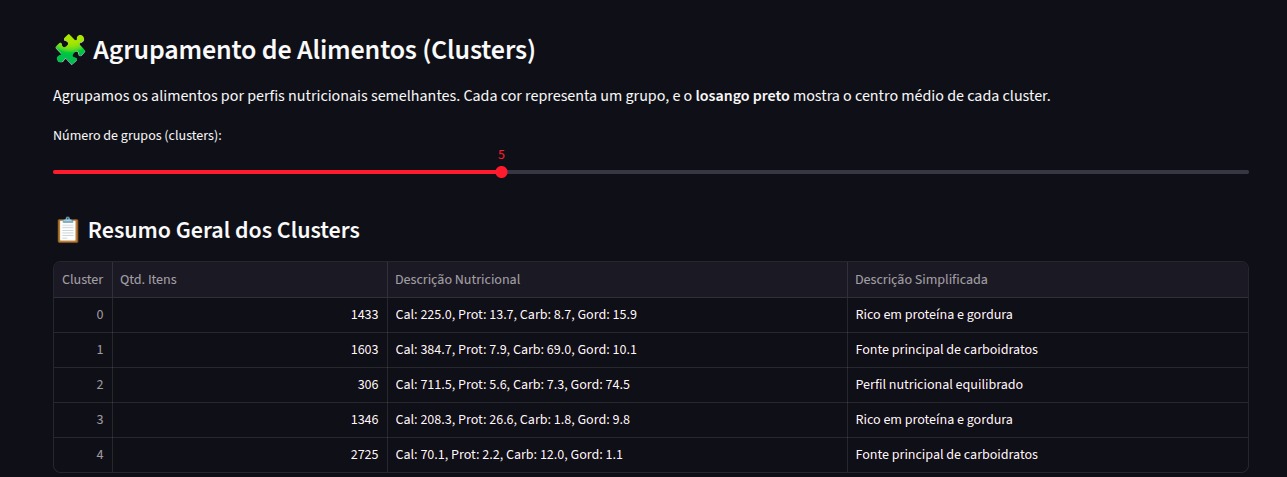 Agrupamento de Alimentos (Clusters)
Agrupamos os alimentos por perfis nutricionais semelhantes. Cada cor representa um grupo, e o losango preto mostra o centro médio de cada cluster.
Número de grupos (clusters):
5
Resumo Geral dos Clusters
Cluster Qtd. Itens Descrição Nutricional Descrição Simplificada
0 1433 Cal: 225.0, Prot: 13.7, Carb: 8.7, Gord: 15.9 Rico em proteína e gordura
1 1603 Cal: 384.7, Prot: 7.9, Carb: 69.0, Gord: 10.1 Fonte principal de carboidratos
2 306 Cal: 711.5, Prot: 5.6, Carb: 7.3, Gord: 74.5 Perfil nutricional equilibrado
3 1346 Cal: 208.3, Prot: 26.6, Carb: 1.8, Gord: 9.8 Rico em proteína e gordura
4 2725 Cal: 70.1, Prot: 2.2, Carb: 12.0, Gord: 1.1 Fonte principal de carboidratos